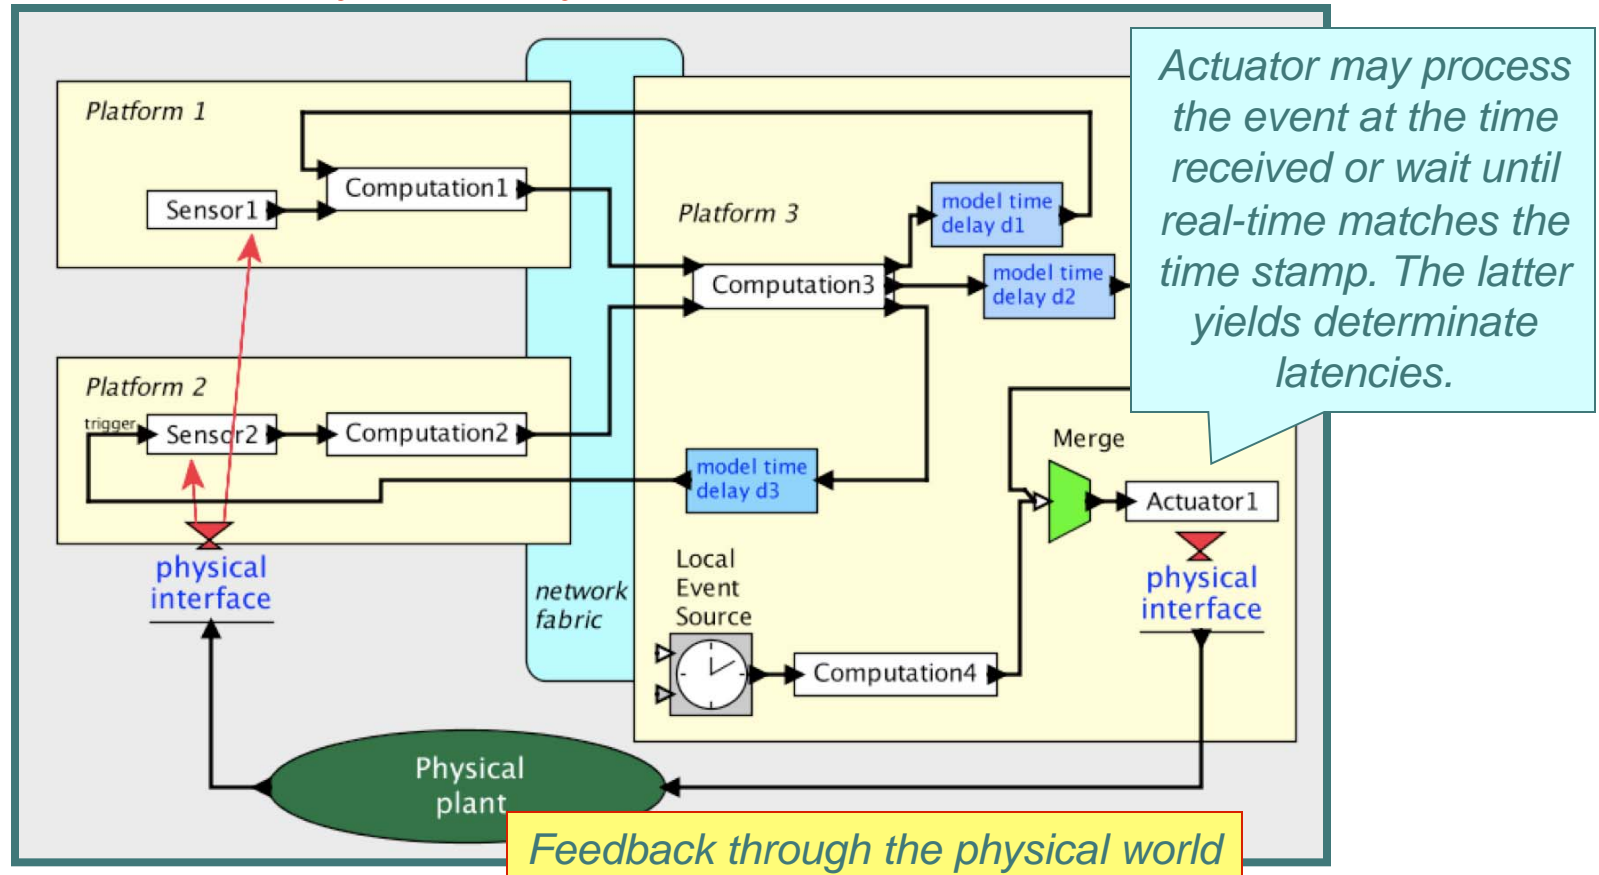 Platform 1
Sensor1
Computation1
Platform 2
trigger
Sensor2
Computation2
physical
interface
network
fabric
Platform 3
Computation3
model time
delay d1
model time
delay d2
model time
delay d3
Merge
Actuator1
physical
interface
Local
Event
Source
Computation4
Physical
plant
Actuator may process
the event at the time
received or wait until
real-time matches the
time stamp. The latter
yields determinate
latencies.
Feedback through the physical world